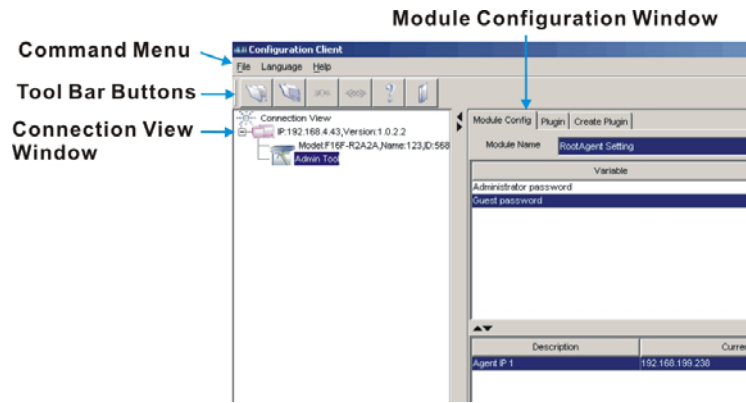 Module Configuration Window
Command Menu
Configuration Client
File Language Help
Tool Bar Buttons
Connection View
Window
Connection View
IP:192.168.4.43,Version:1.0.2.2
Model:F16F-R2A2A,Name:123,ID:568
Admin Tool
Module Config Plugin Create Plugin
Module Name RootAgent Setting
Variable
Administrator password
Guest password
Description Curre
Agent IP 1 192.168.199.238